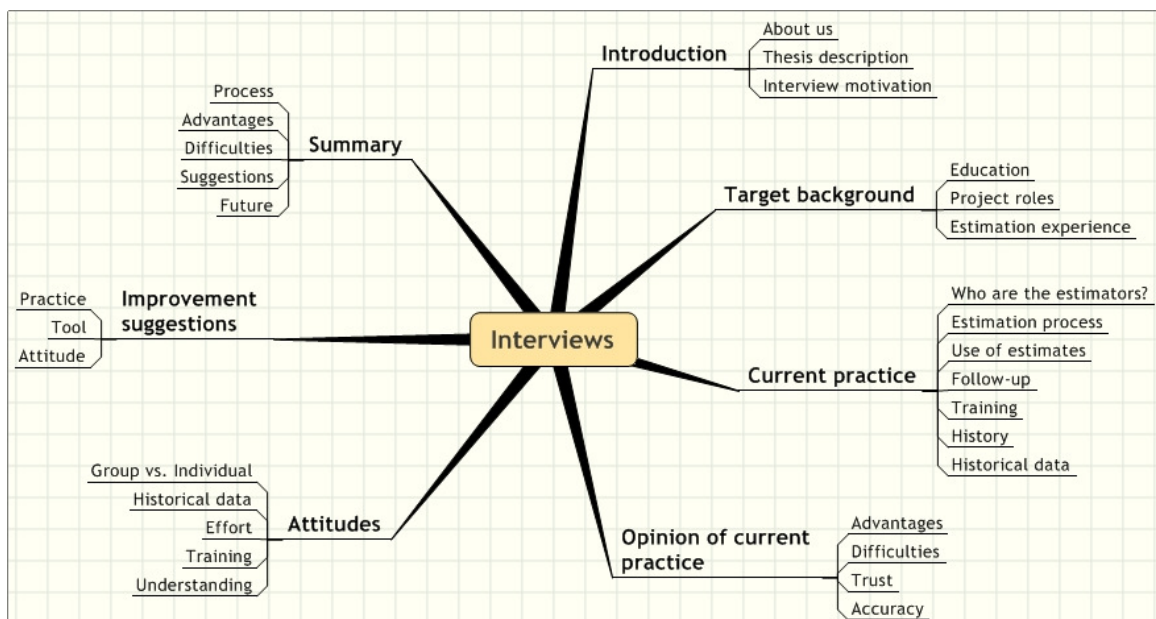 Interviews
Introduction
About us
Thesis description
Interview motivation
Target background
Education
Project roles
Estimation experience
Current practice
Who are the estimators?
Estimation process
Use of estimates
Follow-up
Training
History
Historical data
Opinion of current
practice
Advantages
Difficulties
Trust
Accuracy
Attitudes
Group vs. Individual
Historical data
Effort
Training
Understanding
Improvement
suggestions
Practice
Tool
Attitude
Summary
Process
Advantages
Difficulties
Suggestions
Future